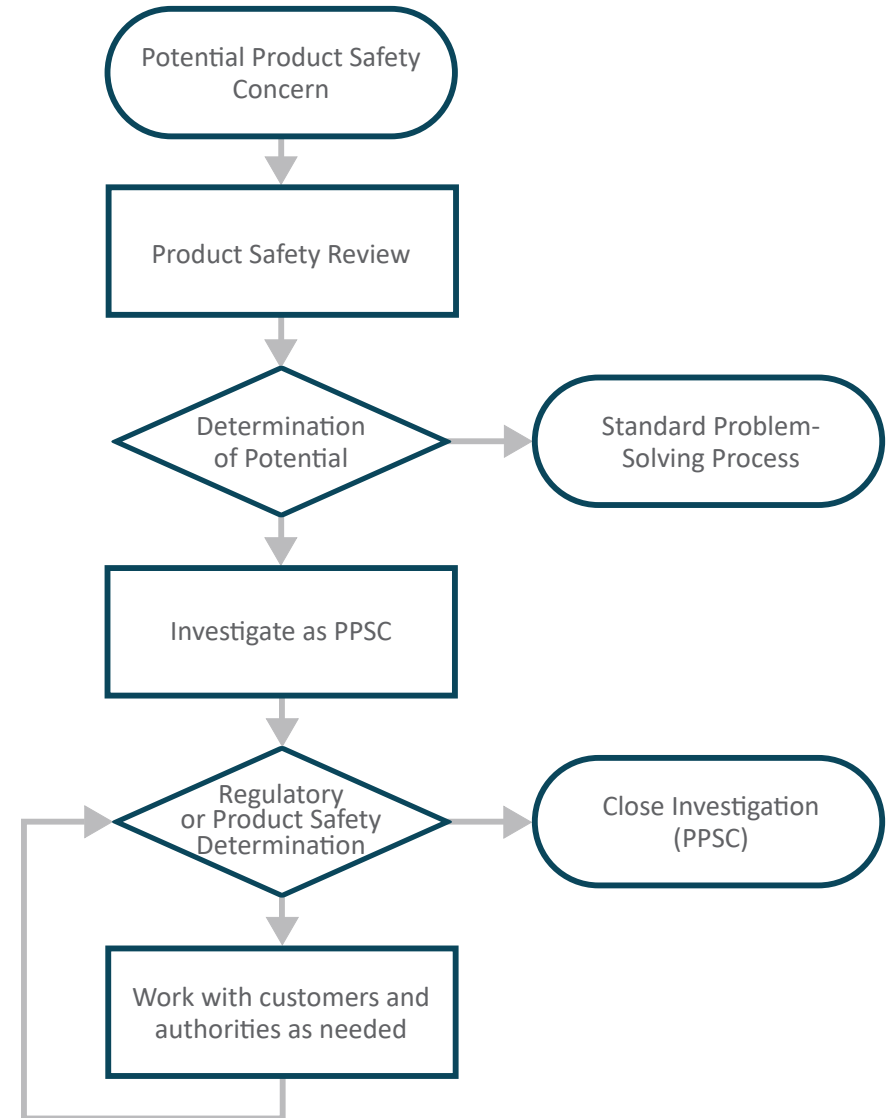 Potential Product Safety
Concern
Product Safety Review
Determination
of Potential
Standard Problem-
Solving Process
Investigate as PPSC
Regulatory
or Product Safety
Determination
Close Investigation
(PPSC)
Work with customers and
authorities as needed